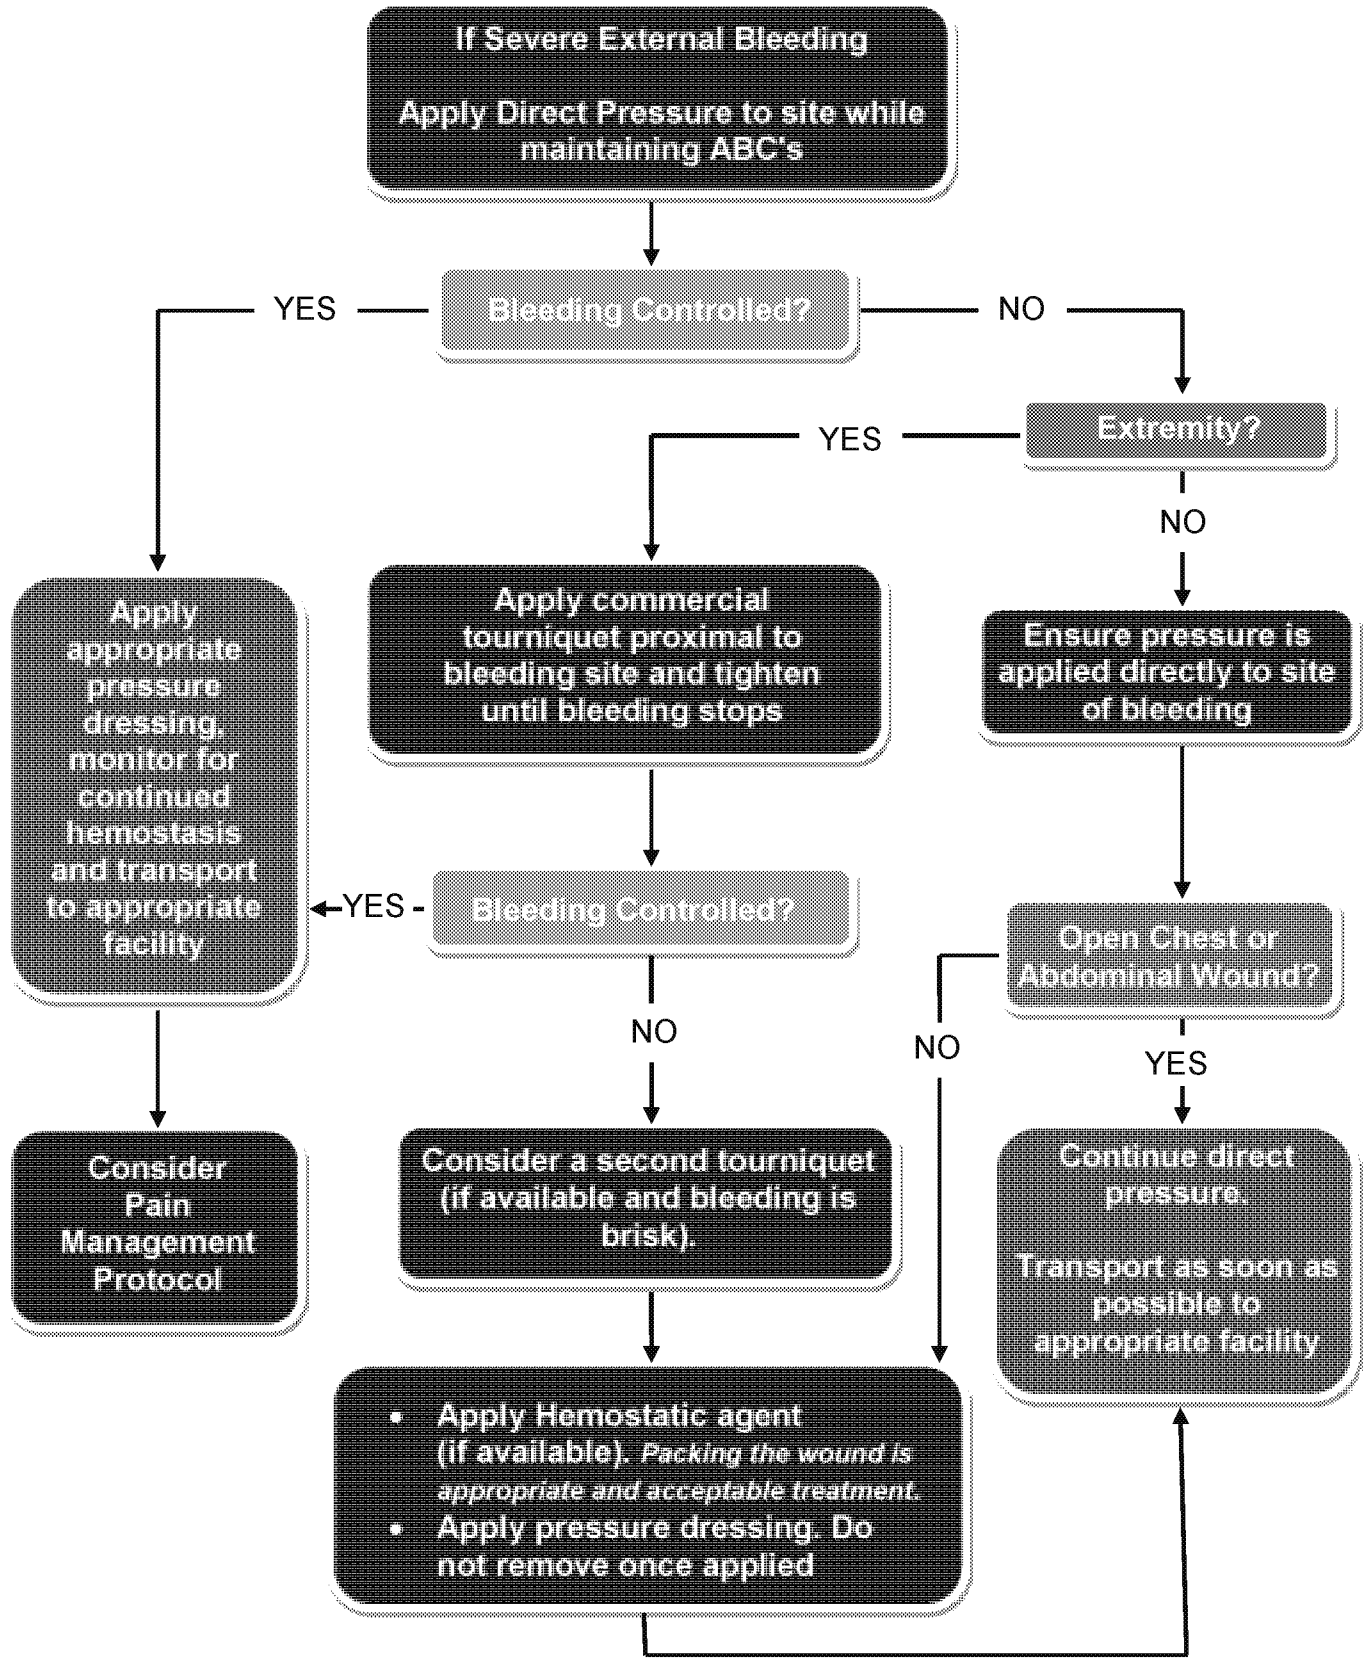 If Severe External Bleeding
Apply Direct Pressure to site while
maintaining ABC's
Bleeding Controlled?
YES
NO
Extremity?
YES
NO
Apply
appropriate
pressure
dressing,
monitor for
continued
hemostasis
and transport
to appropriate
facility
Apply commercial
tourniquet proximal to
bleeding site and tighten
until bleeding stops
Ensure pressure is
applied directly to site
of bleeding
Bleeding Controlled?
YES
NO
Open Chest or
Abdominal Wound?
NO
YES
Consider
Pain
Management
Protocol
Consider a second tourniquet
(if available and bleeding is
brisk).
Continue direct
pressure.
Transport as soon as
possible to
appropriate facility
• Apply Hemostatic agent
(if available). Packing the wound is
appropriate and acceptable treatment.
• Apply pressure dressing. Do
not remove once applied